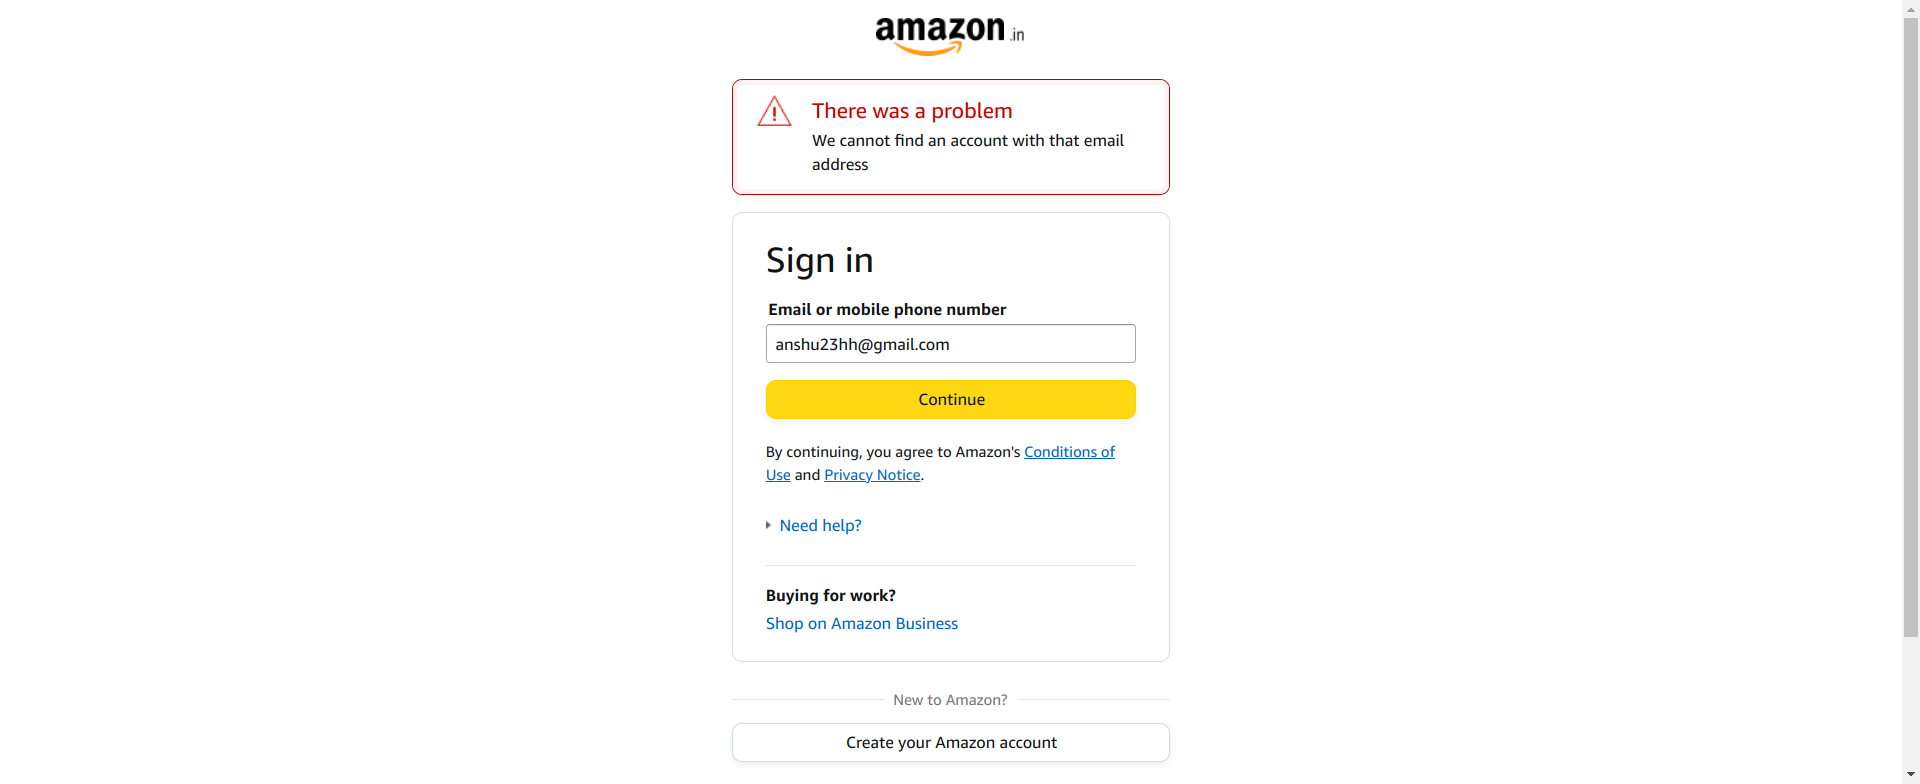 amazon.in
There was a problem
We cannot find an account with that email
address
Sign in
Email or mobile phone number
anshu23hh@gmail.com
Continue
By continuing, you agree to Amazon's Conditions of
Use and Privacy Notice.
Need help?
Buying for work?
Shop on Amazon Business
New to Amazon?
Create your Amazon account